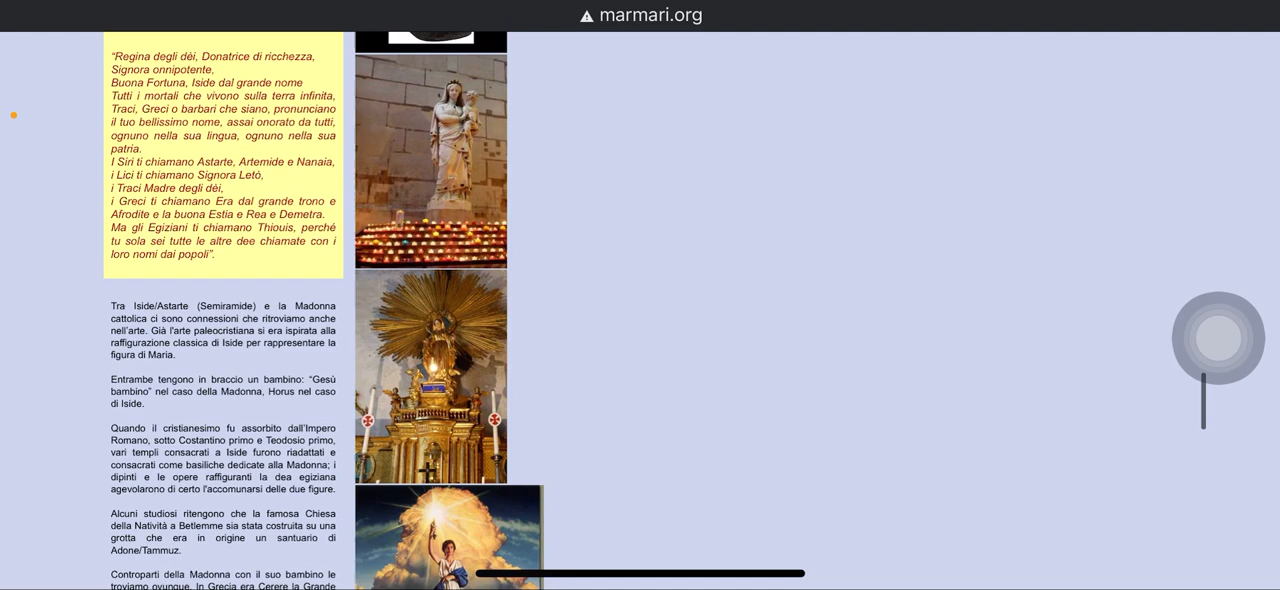 marmari.org
“Regina degli dèi, Donatrice di ricchezza,
Signora onnipotente,
Buona Fortuna, Iside dal grande nome
Tutti i mortali che vivono sulla terra infinita,
Traci, Greci o barbari che siano, pronunciano
il tuo bellissimo nome, assai onorato da tutti,
ognuno nella sua lingua, ognuno nella sua
patria.
I Siri ti chiamano Astarte, Artemide e Nanaia,
i Lici ti chiamano Signora Letò,
i Traci Madre degli dèi,
i Greci ti chiamano Era dal grande trono e
Afrodite e la buona Estia e Rea e Demetra.
Ma gli Egiziani ti chiamano Thiouis, perché
tu sola sei tutte le altre dee chiamate con i
loro nomi dai popoli”.
Tra Iside/Astarte (Semiramide) e la Madonna
cattolica ci sono connessioni che ritroviamo anche
nell’arte. Già l'arte paleocristiana si era ispirata alla
raffigurazione classica di Iside per rappresentare la
figura di Maria.
Entrambe tengono in braccio un bambino: “Gesù
bambino” nel caso della Madonna, Horus nel caso
di Iside.
Quando il cristianesimo fu assorbito dall’Impero
Romano, sotto Costantino primo e Teodosio primo,
vari templi consacrati a Iside furono riadattati e
consacrati come basiliche dedicate alla Madonna; i
dipinti e le opere raffiguranti la dea egiziana
agevolarono di certo l'accomunarsi delle due figure.
Alcuni studiosi ritengono che la famosa Chiesa
della Natività a Betlemme sia stata costruita su una
grotta che era in origine un santuario di
Adone/Tammuz.
Controparti della Madonna con il suo bambino le
troviamo ovunque. In Grecia era Cerere la Grande